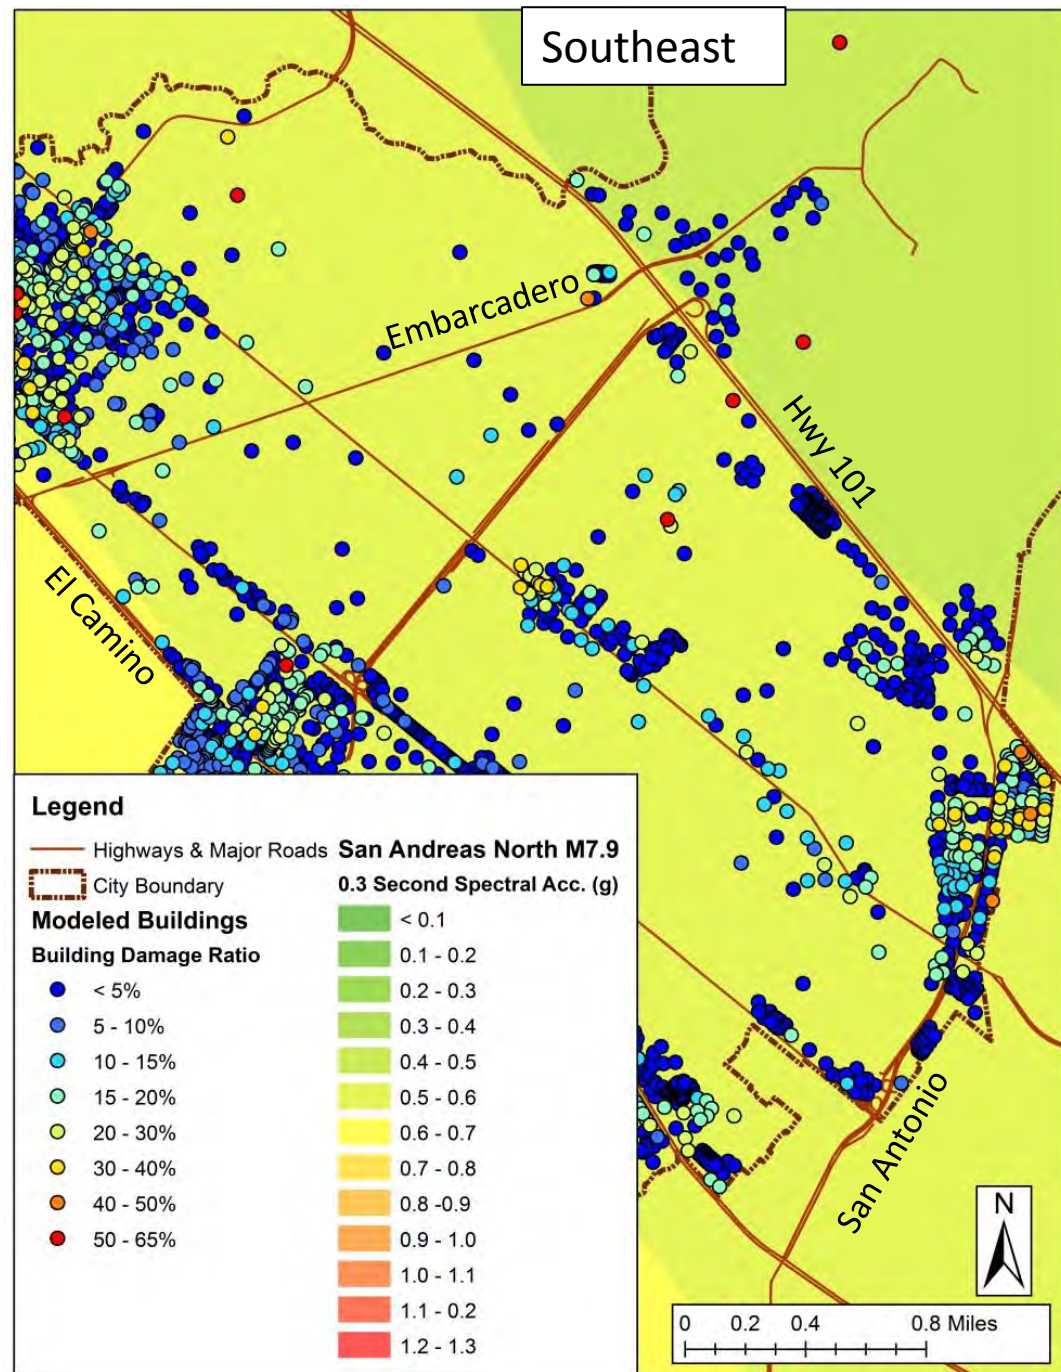 Southeast
Embarcadero
Hwy 101
El Camino
San Antonio
Legend
Highways & Major Roads
City Boundary
Modeled Buildings
Building Damage Ratio
< 5%
5 - 10%
10 - 15%
15 - 20%
20 - 30%
30 - 40%
40 - 50%
50 - 65%
San Andreas North M7.9
0.3 Second Spectral Acc. (g)
< 0.1
0.1 - 0.2
0.2 - 0.3
0.3 - 0.4
0.4 - 0.5
0.5 - 0.6
0.6 - 0.7
0.7 - 0.8
0.8 -0.9
0.9 - 1.0
1.0 - 1.1
1.1 - 0.2
1.2 - 1.3
N
0 0.2 0.4 0.8 Miles